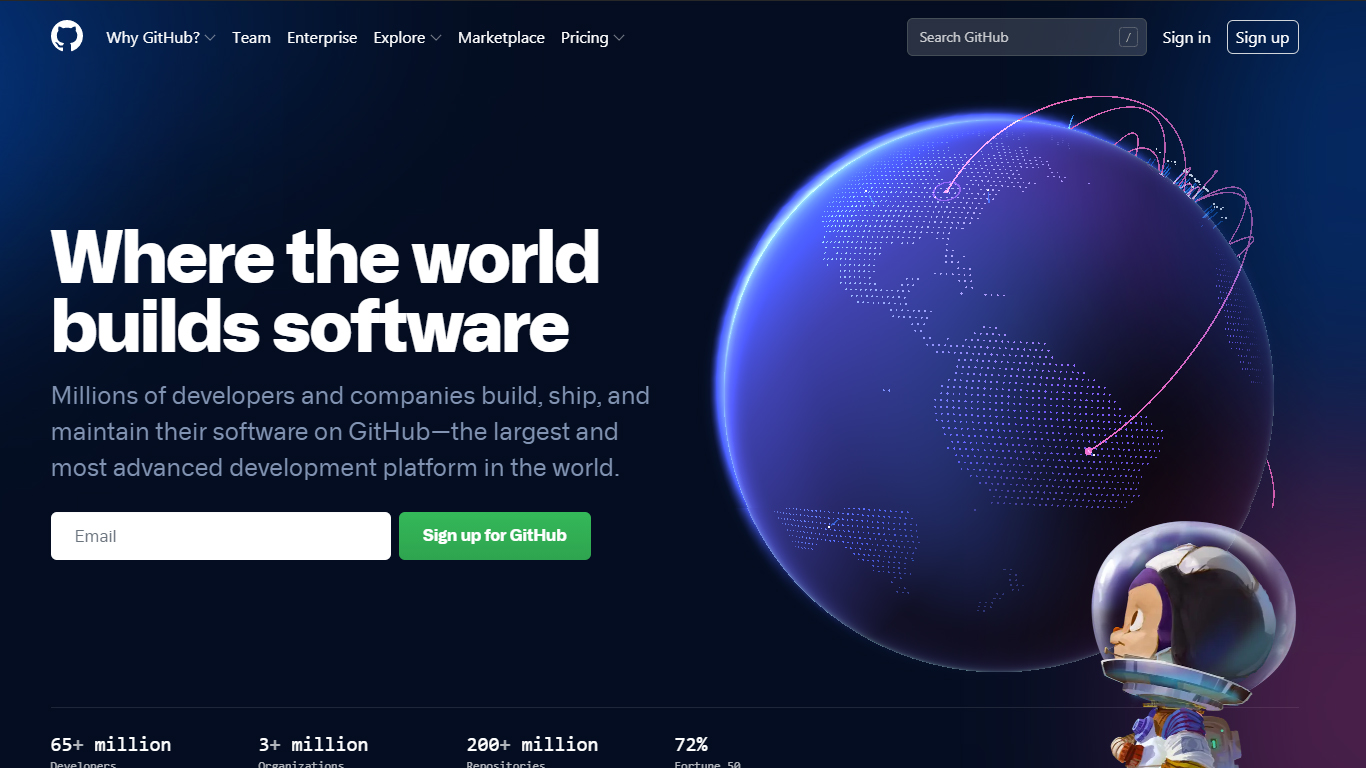 Why GitHub?
Team
Enterprise
Explore
Marketplace
Pricing
Search GitHub
/
Sign in
Sign up
Where the world
builds software
Millions of developers and companies build, ship, and
maintain their software on GitHub—the largest and
most advanced development platform in the world.
Email
Sign up for GitHub
65+ million
3+ million
200+ million
72%
Developers
Organizations
Repositories
Fortune 50